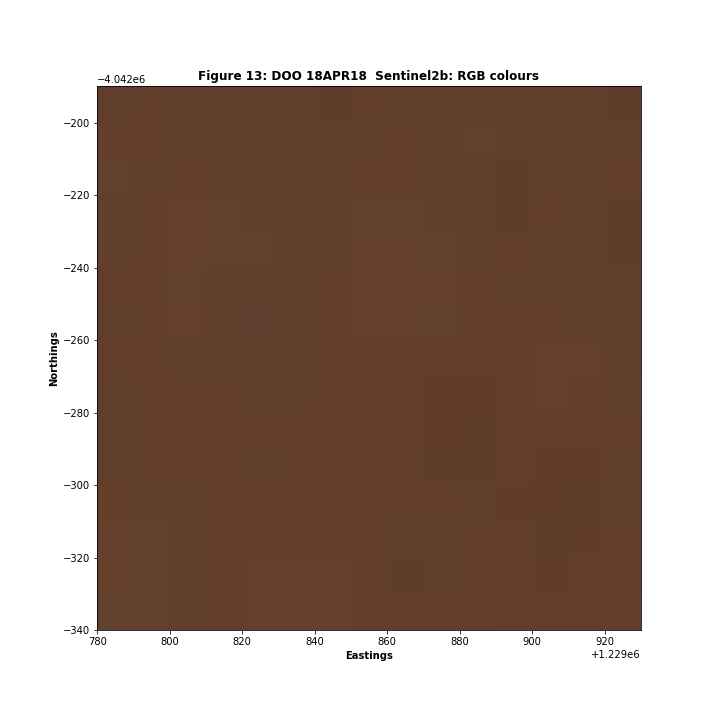 Figure 13: DOO 18APR18  Sentinel2b: RGB colours
−4.042e6
−200
−220
−240
−260
−280
−300
−320
−340
Northings
780 800 820 840 860 880 900 920
+1.229e6
Eastings